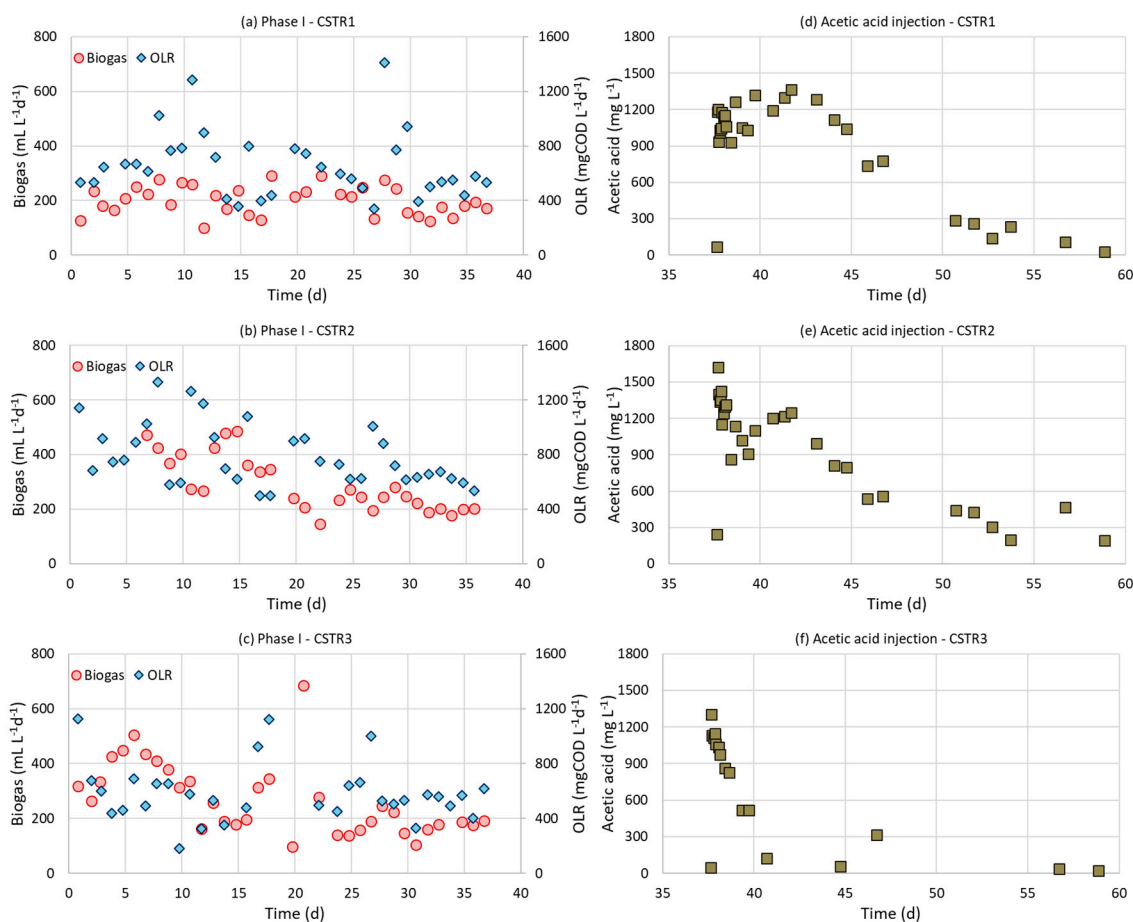 (a) Phase I - CSTR1
Biogas (mL L⁻¹d⁻¹)
OLR (mgCOD L⁻¹d⁻¹)
Biogas OLR
800
600
400
200
0
1600
1200
800
400
0
0 5 10 15 20 25 30 35 40
Time (d)
(d) Acetic acid injection - CSTR1
Acetic acid (mg L⁻¹)
1800
1500
1200
900
600
300
0
35 40 45 50 55 60
Time (d)
(b) Phase I - CSTR2
Biogas (mL L⁻¹d⁻¹)
OLR (mgCOD L⁻¹d⁻¹)
Biogas OLR
800
600
400
200
0
1600
1200
800
400
0
0 5 10 15 20 25 30 35 40
Time (d)
(e) Acetic acid injection - CSTR2
Acetic acid (mg L⁻¹)
1800
1500
1200
900
600
300
0
35 40 45 50 55 60
Time (d)
(c) Phase I - CSTR3
Biogas (mL L⁻¹d⁻¹)
OLR (mgCOD L⁻¹d⁻¹)
Biogas OLR
800
600
400
200
0
1600
1200
800
400
0
0 5 10 15 20 25 30 35 40
Time (d)
(f) Acetic acid injection - CSTR3
Acetic acid (mg L⁻¹)
1800
1500
1200
900
600
300
0
35 40 45 50 55 60
Time (d)